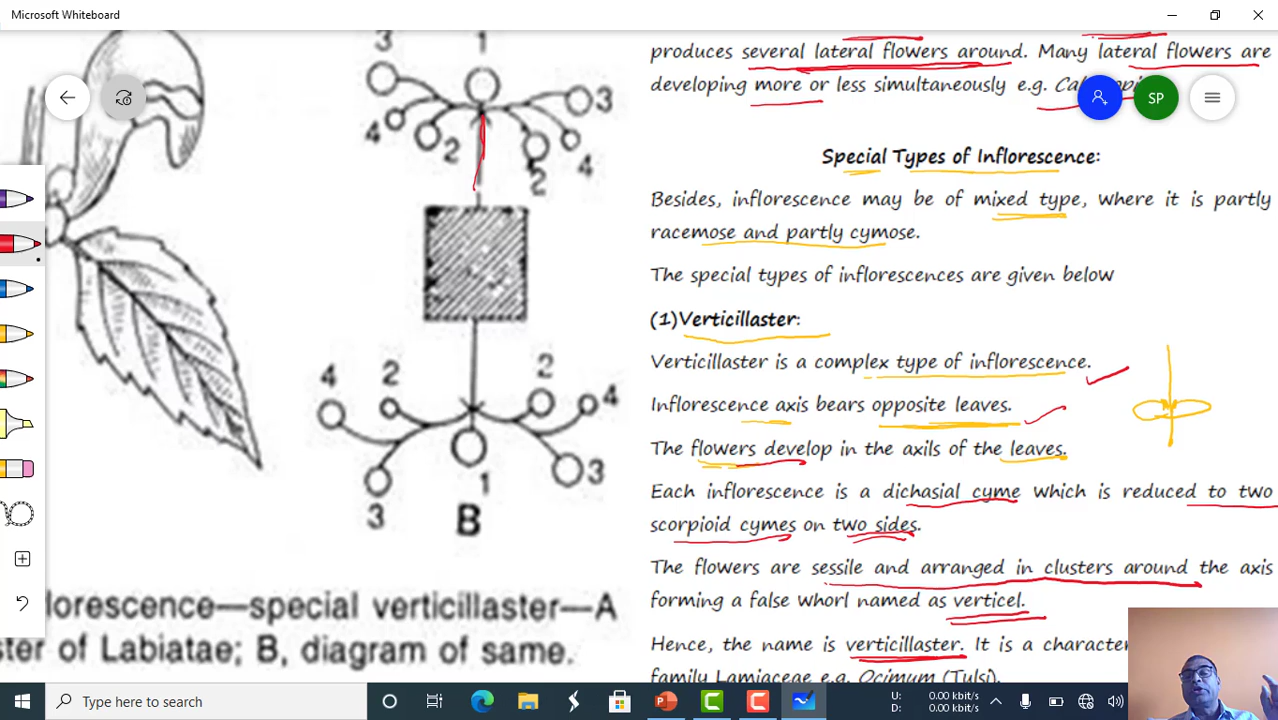 Microsoft Whiteboard
3 1
3
4 2
2 4
4 2 2 4
3 1 3
B
lorescence—special verticillaster—A
ster of Labiatae; B, diagram of same.
produces several lateral flowers around. Many lateral flowers are
developing more or less simultaneously e.g.
SP
Special Types of Inflorescence:
Besides, inflorescence may be of mixed type, where it is partly
racemose and partly cymose.
The special types of inflorescences are given below
(1)Verticillaster:
Verticillaster is a complex type of inflorescence.
Inflorescence axis bears opposite leaves.
The flowers develop in the axils of the leaves.
Each inflorescence is a dichasial cyme which is reduced to two
scorpioid cymes on two sides.
The flowers are sessile and arranged in clusters around the axis
forming a false whorl named as verticel.
Hence, the name is verticillaster. It is a character
family Lamiaceae e.g. Ocimum (Tulsi).
Type here to search
U: 0.00 kbit/s
D: 0.00 kbit/s